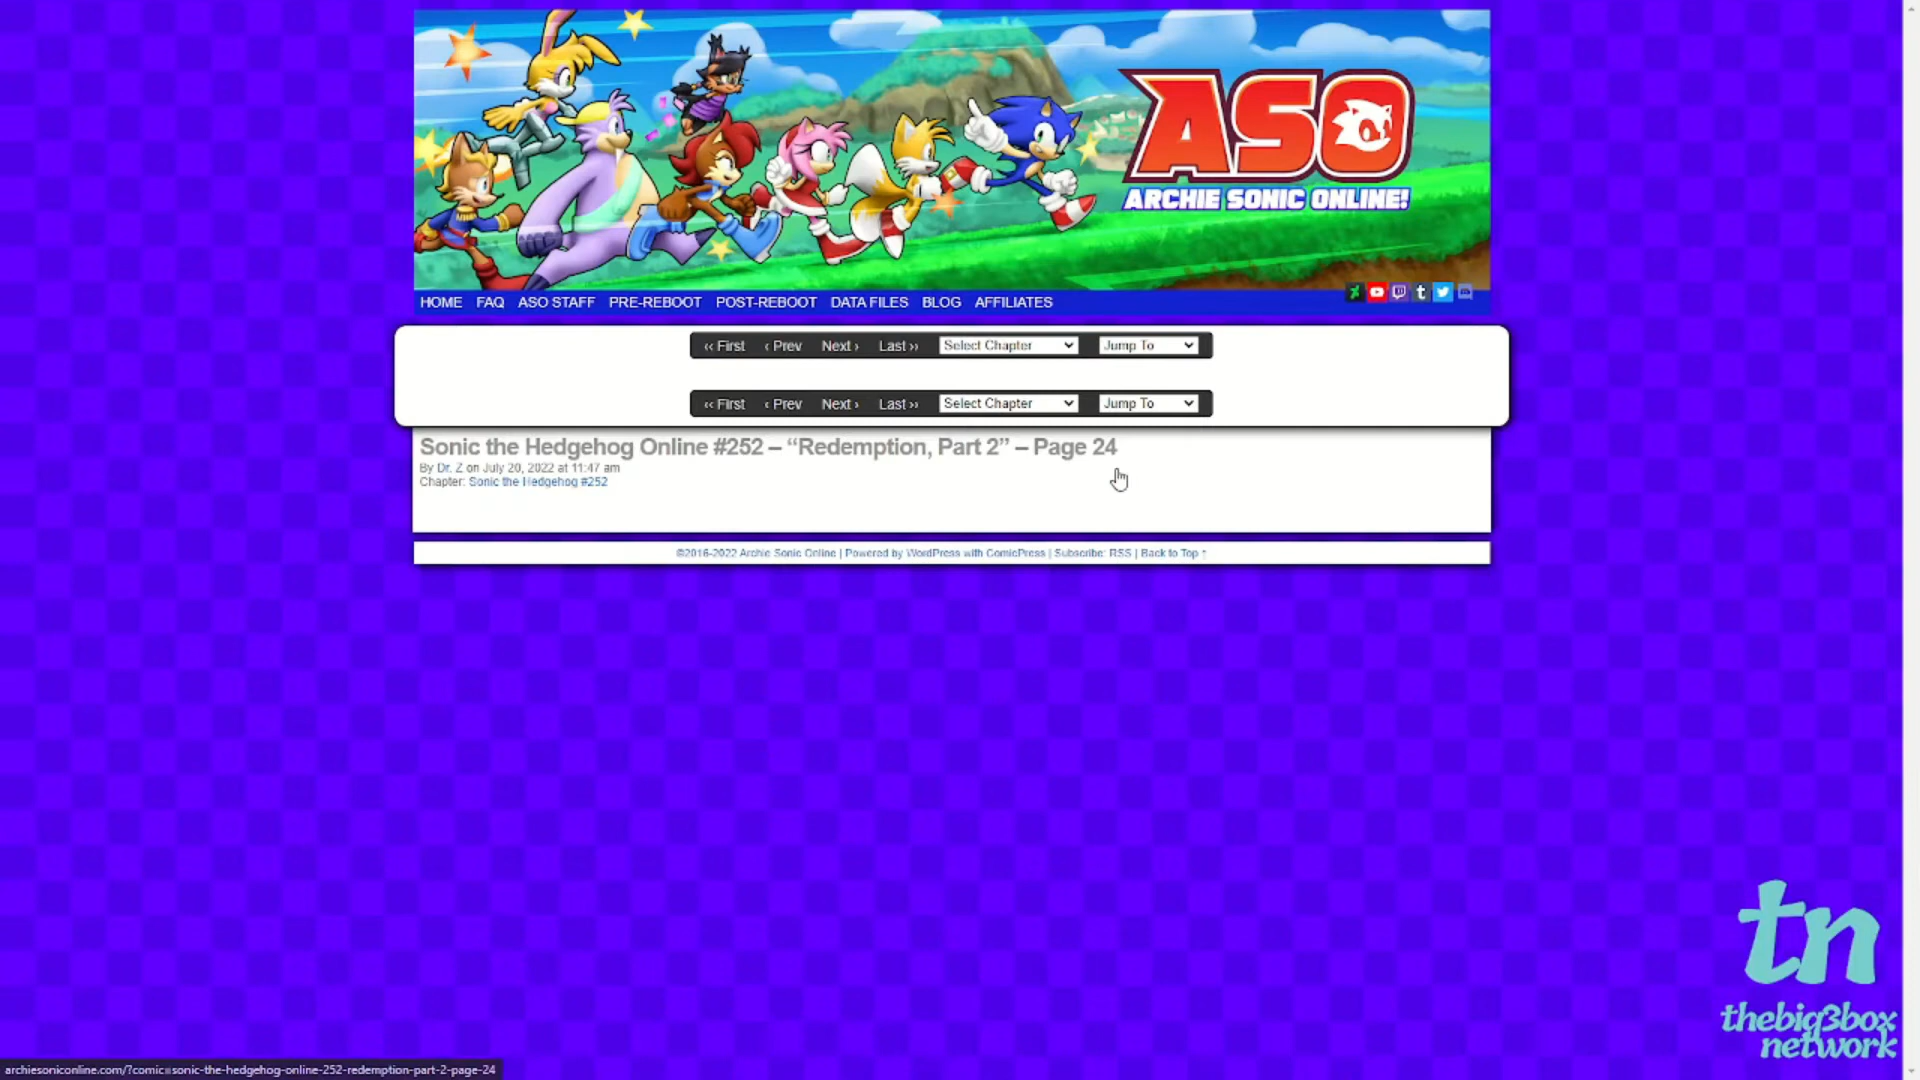 ASO
ARCHIE SONIC ONLINE!
HOME FAQ ASO STAFF PRE-REBOOT POST-REBOOT DATA FILES BLOG AFFILIATES
‹‹ First ‹ Prev Next › Last ›› Select Chapter Jump To
‹‹ First ‹ Prev Next › Last ›› Select Chapter Jump To
Sonic the Hedgehog Online #252 – “Redemption, Part 2” – Page 24
By Dr. Z on July 20, 2022 at 11:47 am
Chapter: Sonic the Hedgehog #252
©2016-2022 Archie Sonic Online | Powered by WordPress with ComicPress | Subscribe: RSS | Back to Top ↑
tn
thebig3box
network
archiesoniconline.com/?comic=sonic-the-hedgehog-online-252-redemption-part-2-page-24